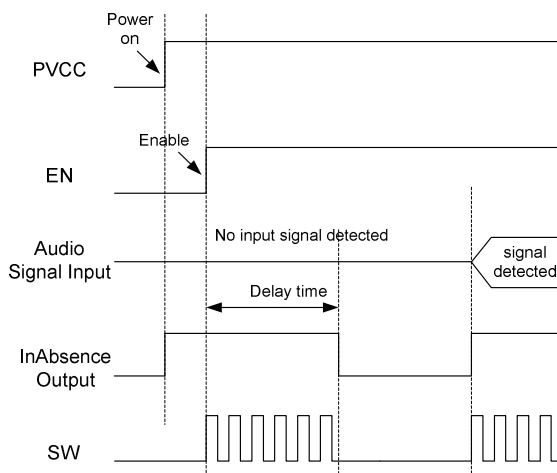 Power
on
PVCC
Enable
EN
No input signal detected
Audio
Signal Input
signal
detected
Delay time
InAbsence
Output
SW